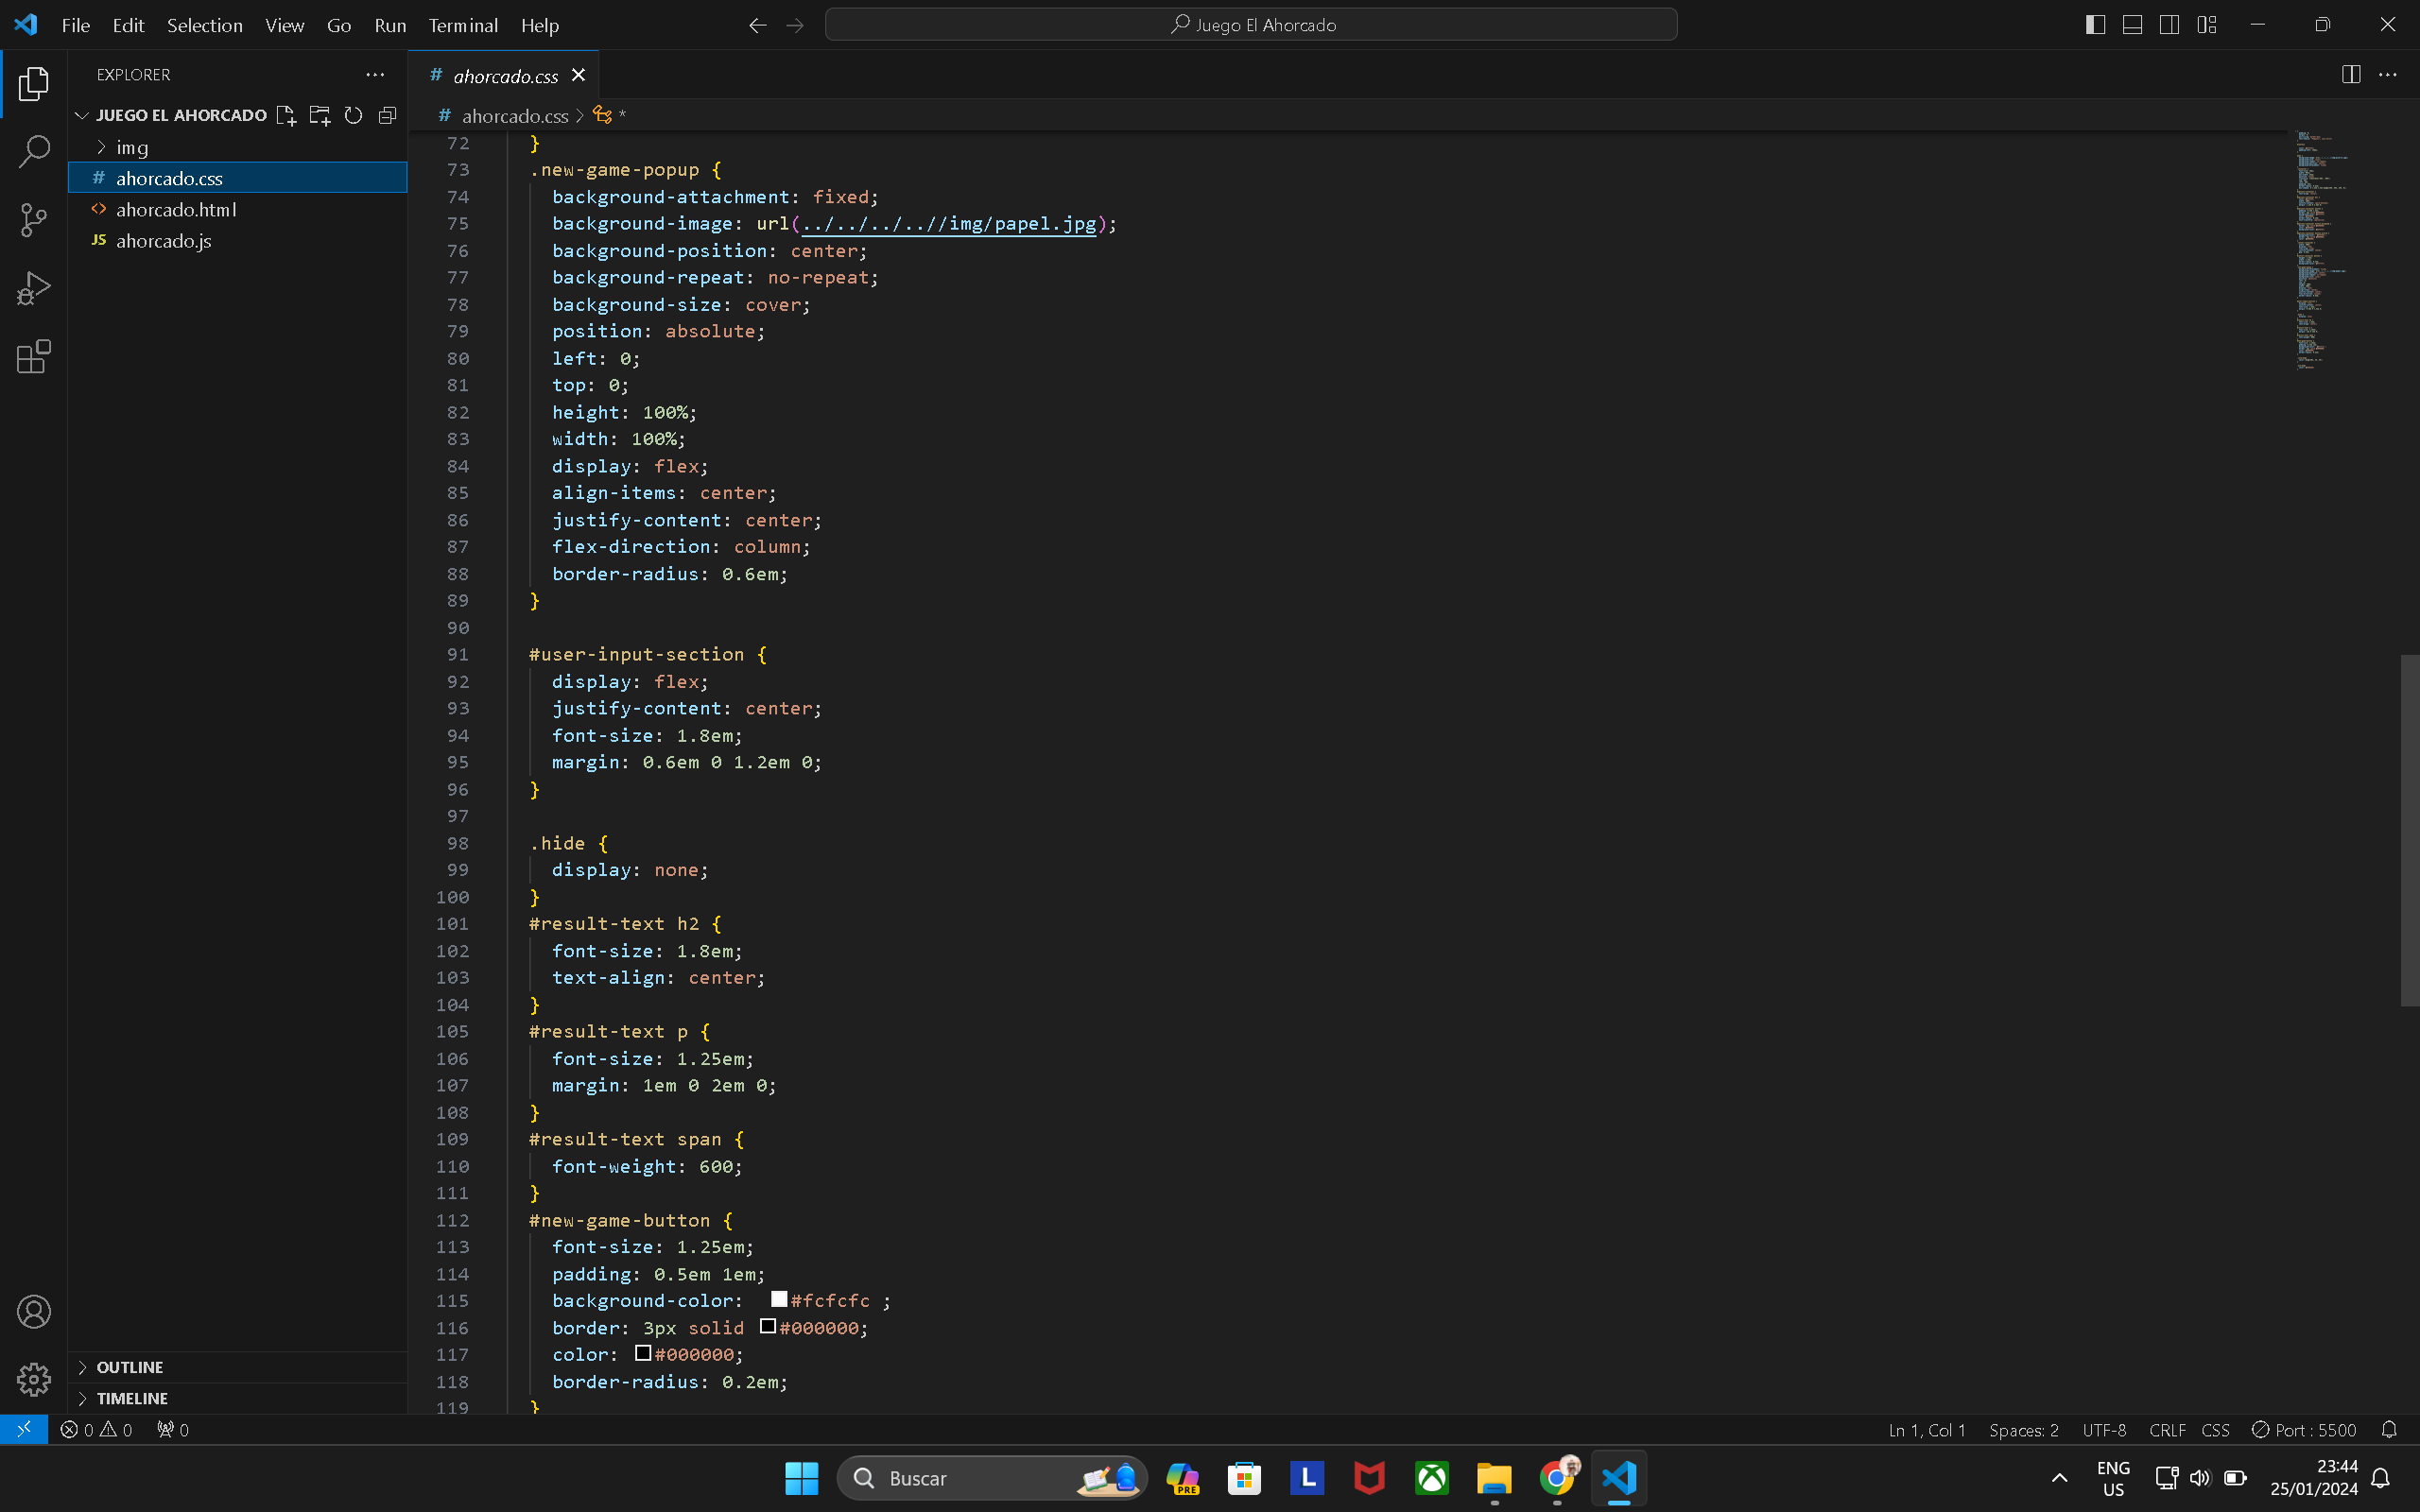 File Edit Selection View Go Run Terminal Help
Juego El Ahorcado
EXPLORER
JUEGO EL AHORCADO
img
# ahorcado.css
<> ahorcado.html
JS ahorcado.js
OUTLINE
TIMELINE
# ahorcado.css
# ahorcado.css > *
72 }
73 .new-game-popup {
74 background-attachment: fixed;
75 background-image: url(../../../..//img/papel.jpg);
76 background-position: center;
77 background-repeat: no-repeat;
78 background-size: cover;
79 position: absolute;
80 left: 0;
81 top: 0;
82 height: 100%;
83 width: 100%;
84 display: flex;
85 align-items: center;
86 justify-content: center;
87 flex-direction: column;
88 border-radius: 0.6em;
89 }
90
91 #user-input-section {
92 display: flex;
93 justify-content: center;
94 font-size: 1.8em;
95 margin: 0.6em 0 1.2em 0;
96 }
97
98 .hide {
99 display: none;
100 }
101 #result-text h2 {
102 font-size: 1.8em;
103 text-align: center;
104 }
105 #result-text p {
106 font-size: 1.25em;
107 margin: 1em 0 2em 0;
108 }
109 #result-text span {
110 font-weight: 600;
111 }
112 #new-game-button {
113 font-size: 1.25em;
114 padding: 0.5em 1em;
115 background-color: #fcfcfc ;
116 border: 3px solid #000000;
117 color: #000000;
118 border-radius: 0.2em;
119 }
0 0 0
Ln 1, Col 1 Spaces: 2 UTF-8 CRLF CSS Port : 5500
Buscar
PRE
L
ENG
US
23:44
25/01/2024